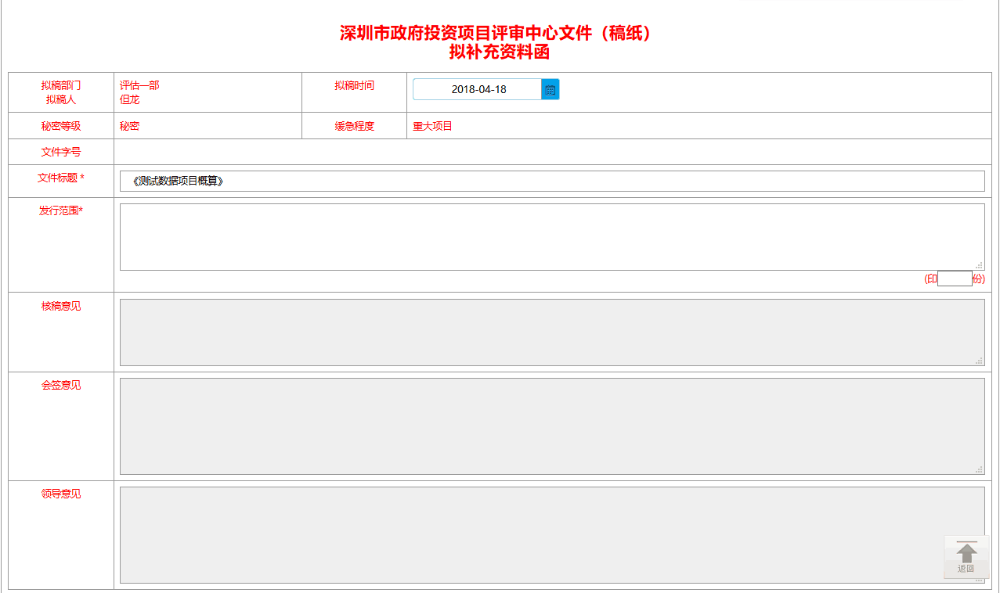 深圳市政府投资项目评审中心文件（稿纸）
拟补充资料函
拟稿部门
拟稿人
评估一部
但龙
拟稿时间
2018-04-18
秘密等级
秘密
缓急程度
重大项目
文件字号
文件标题 *
《测试数据项目概算》
发行范围*
(印
份)
核稿意见
会签意见
领导意见
返回